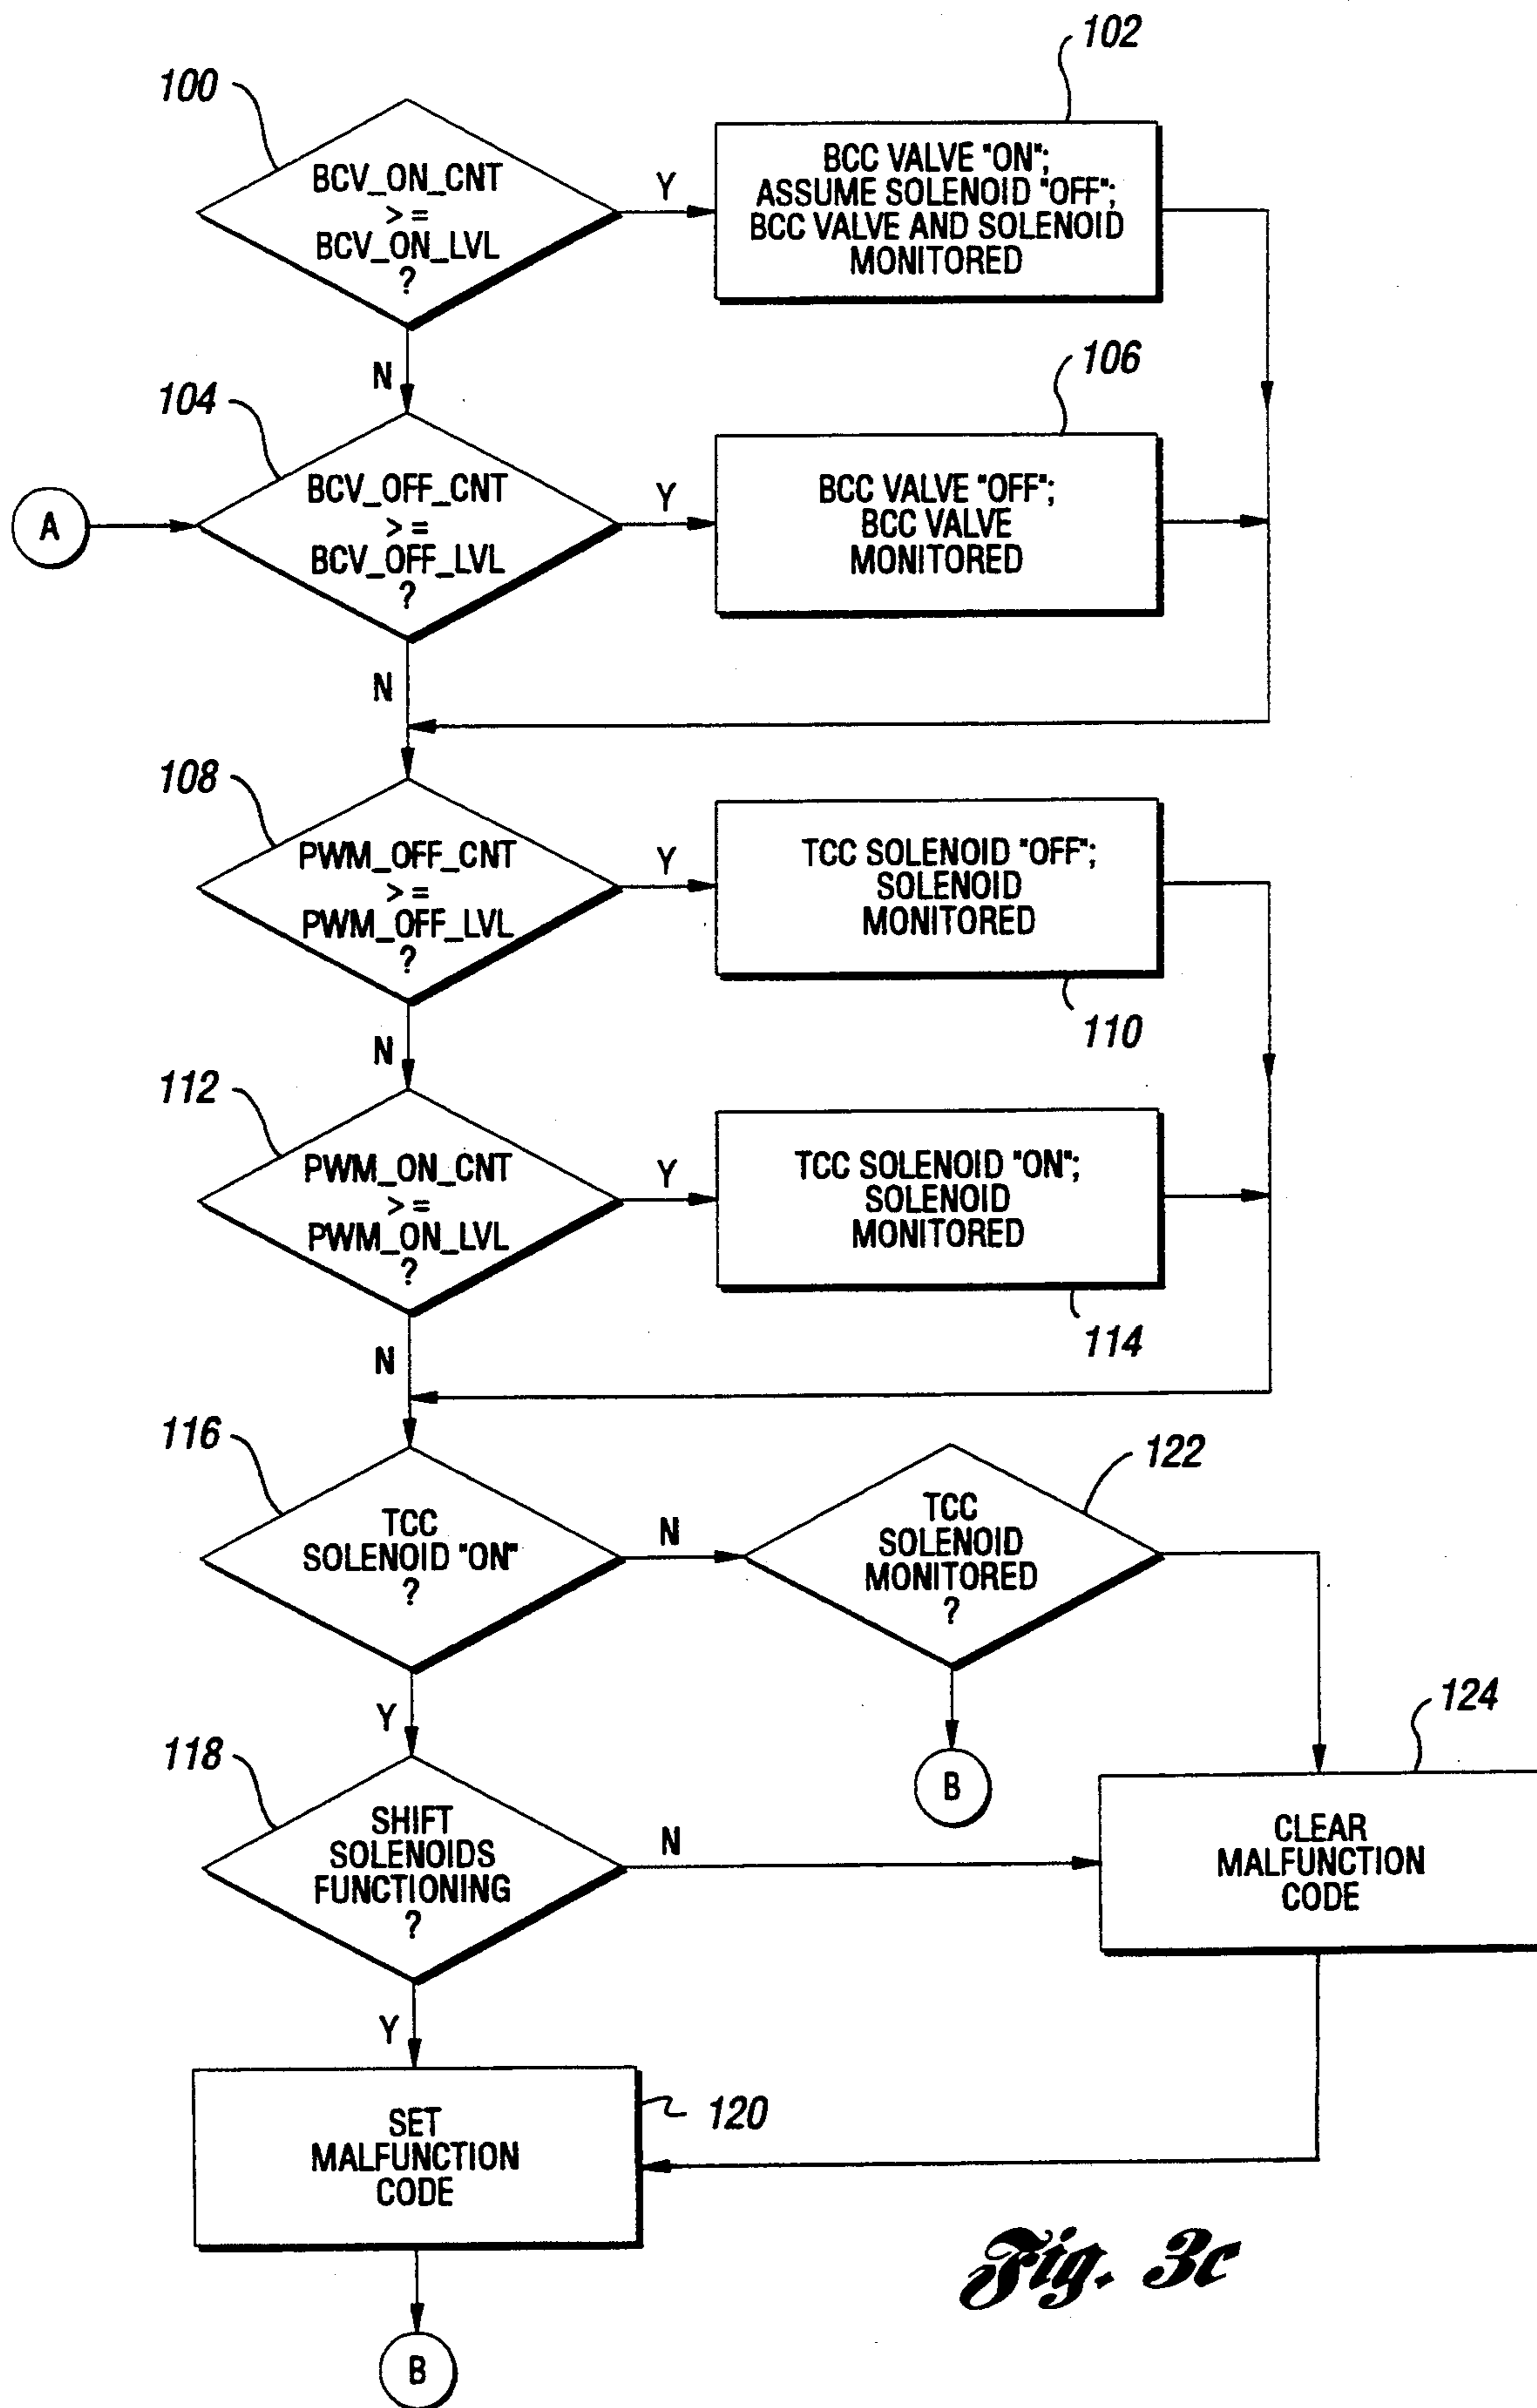 100
102
BCV_ON_CNT
>=
BCV_ON_LVL
?
Y
BCC VALVE "ON";
ASSUME SOLENOID "OFF";
BCC VALVE AND SOLENOID
MONITORED
N
104
106
A
BCV_OFF_CNT
>=
BCV_OFF_LVL
?
Y
BCC VALVE "OFF";
BCC VALVE
MONITORED
N
108
PWM_OFF_CNT
>=
PWM_OFF_LVL
?
Y
TCC SOLENOID "OFF";
SOLENOID
MONITORED
110
N
112
PWM_ON_CNT
>=
PWM_ON_LVL
?
Y
TCC SOLENOID "ON";
SOLENOID
MONITORED
114
N
116
TCC
SOLENOID "ON"
?
N
122
TCC
SOLENOID
MONITORED
?
Y
B
124
CLEAR
MALFUNCTION
CODE
118
SHIFT
SOLENOIDS
FUNCTIONING
?
N
Y
SET
MALFUNCTION
CODE
120
B
Fig. 3c